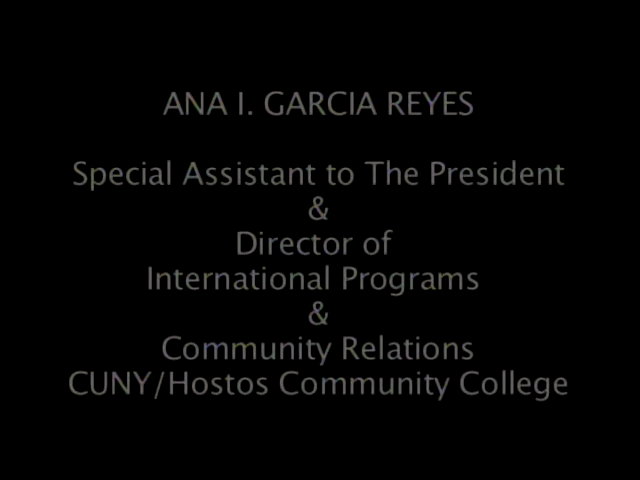 ANA I. GARCIA REYES
Special Assistant to The President
&
Director of
International Programs
&
Community Relations
CUNY/Hostos Community College